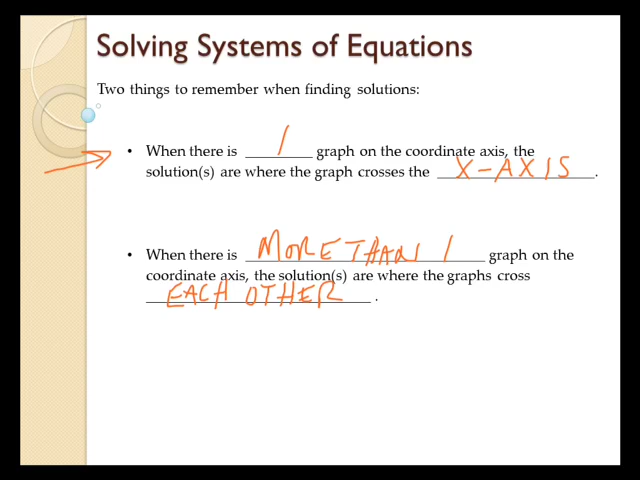 Solving Systems of Equations
Two things to remember when finding solutions:
• When there is 1 graph on the coordinate axis, the
solution(s) are where the graph crosses the X-AXIS.
• When there is MORE THAN 1 graph on the
coordinate axis, the solution(s) are where the graphs cross
EACH OTHER.